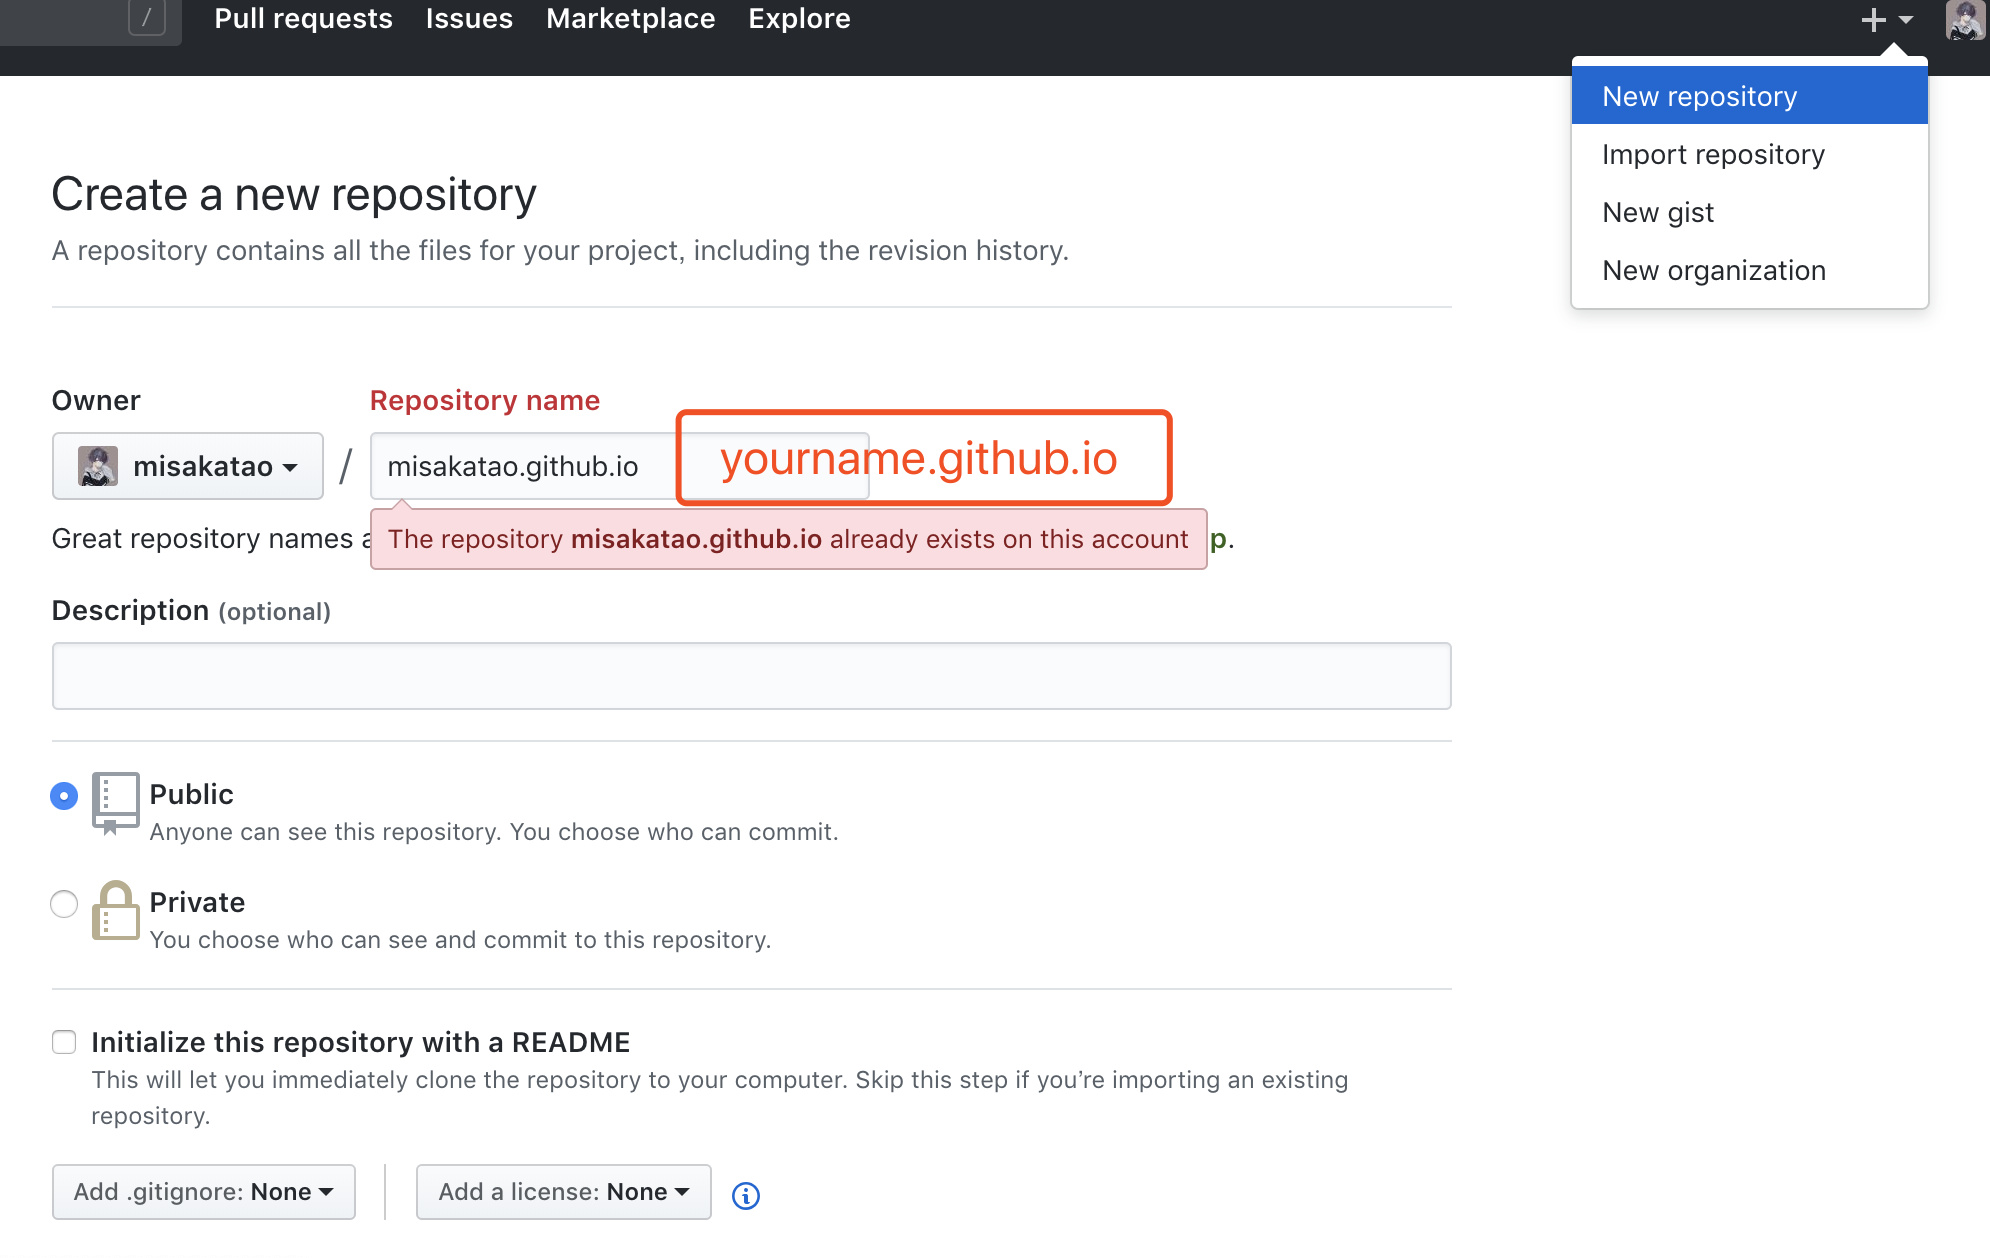 / Pull requests Issues Marketplace Explore
New repository
Import repository
New gist
New organization
Create a new repository
A repository contains all the files for your project, including the revision history.
Owner Repository name
misakatao / misakatao.github.io yourname.github.io
Great repository names a
The repository misakatao.github.io already exists on this account
p.
Description (optional)
Public
Anyone can see this repository. You choose who can commit.
Private
You choose who can see and commit to this repository.
Initialize this repository with a README
This will let you immediately clone the repository to your computer. Skip this step if you’re importing an existing
repository.
Add .gitignore: None Add a license: None